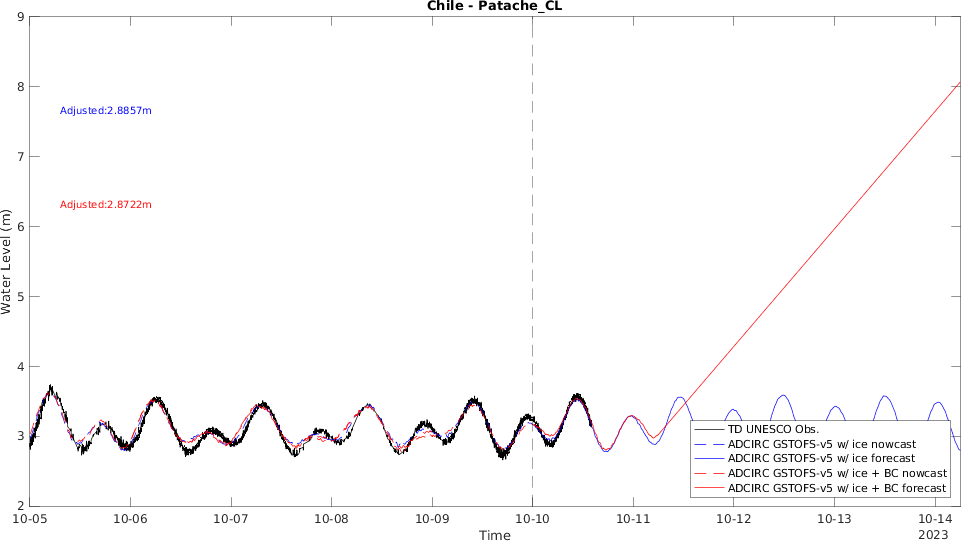 Chile - Patache_CL
9
8
7
6
5
4
3
2
Water Level (m)
Adjusted:2.8857m
Adjusted:2.8722m
TD UNESCO Obs.
ADCIRC GSTOFS-v5 w/ ice nowcast
ADCIRC GSTOFS-v5 w/ ice forecast
ADCIRC GSTOFS-v5 w/ ice + BC nowcast
ADCIRC GSTOFS-v5 w/ ice + BC forecast
10-05 10-06 10-07 10-08 10-09 10-10 10-11 10-12 10-13 10-14
Time
2023